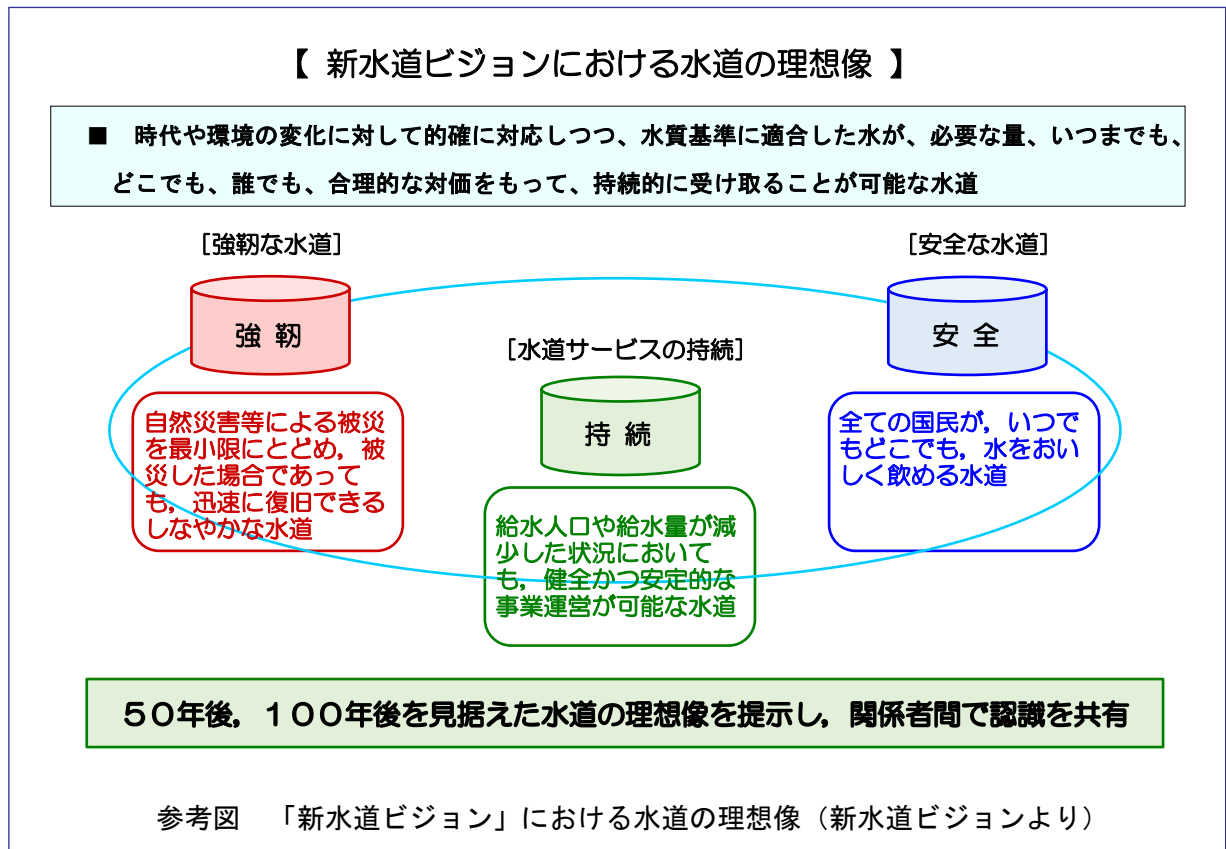 【 新水道ビジョンにおける水道の理想像 】
■　時代や環境の変化に対して的確に対応しつつ、水質基準に適合した水が、必要な量、いつまでも、
どこでも、誰でも、合理的な対価をもって、持続的に受け取ることが可能な水道
[強靭な水道]
強 靭
自然災害等による被災
を最小限にとどめ，被
災した場合であって
も，迅速に復旧できる
しなやかな水道
[水道サービスの持続]
持 続
給水人口や給水量が減
少した状況において
も，健全かつ安定的な
事業運営が可能な水道
[安全な水道]
安 全
全ての国民が，いつで
もどこでも，水をおい
しく飲める水道
５０年後，１００年後を見据えた水道の理想像を提示し，関係者間で認識を共有
参考図　「新水道ビジョン」における水道の理想像（新水道ビジョンより）